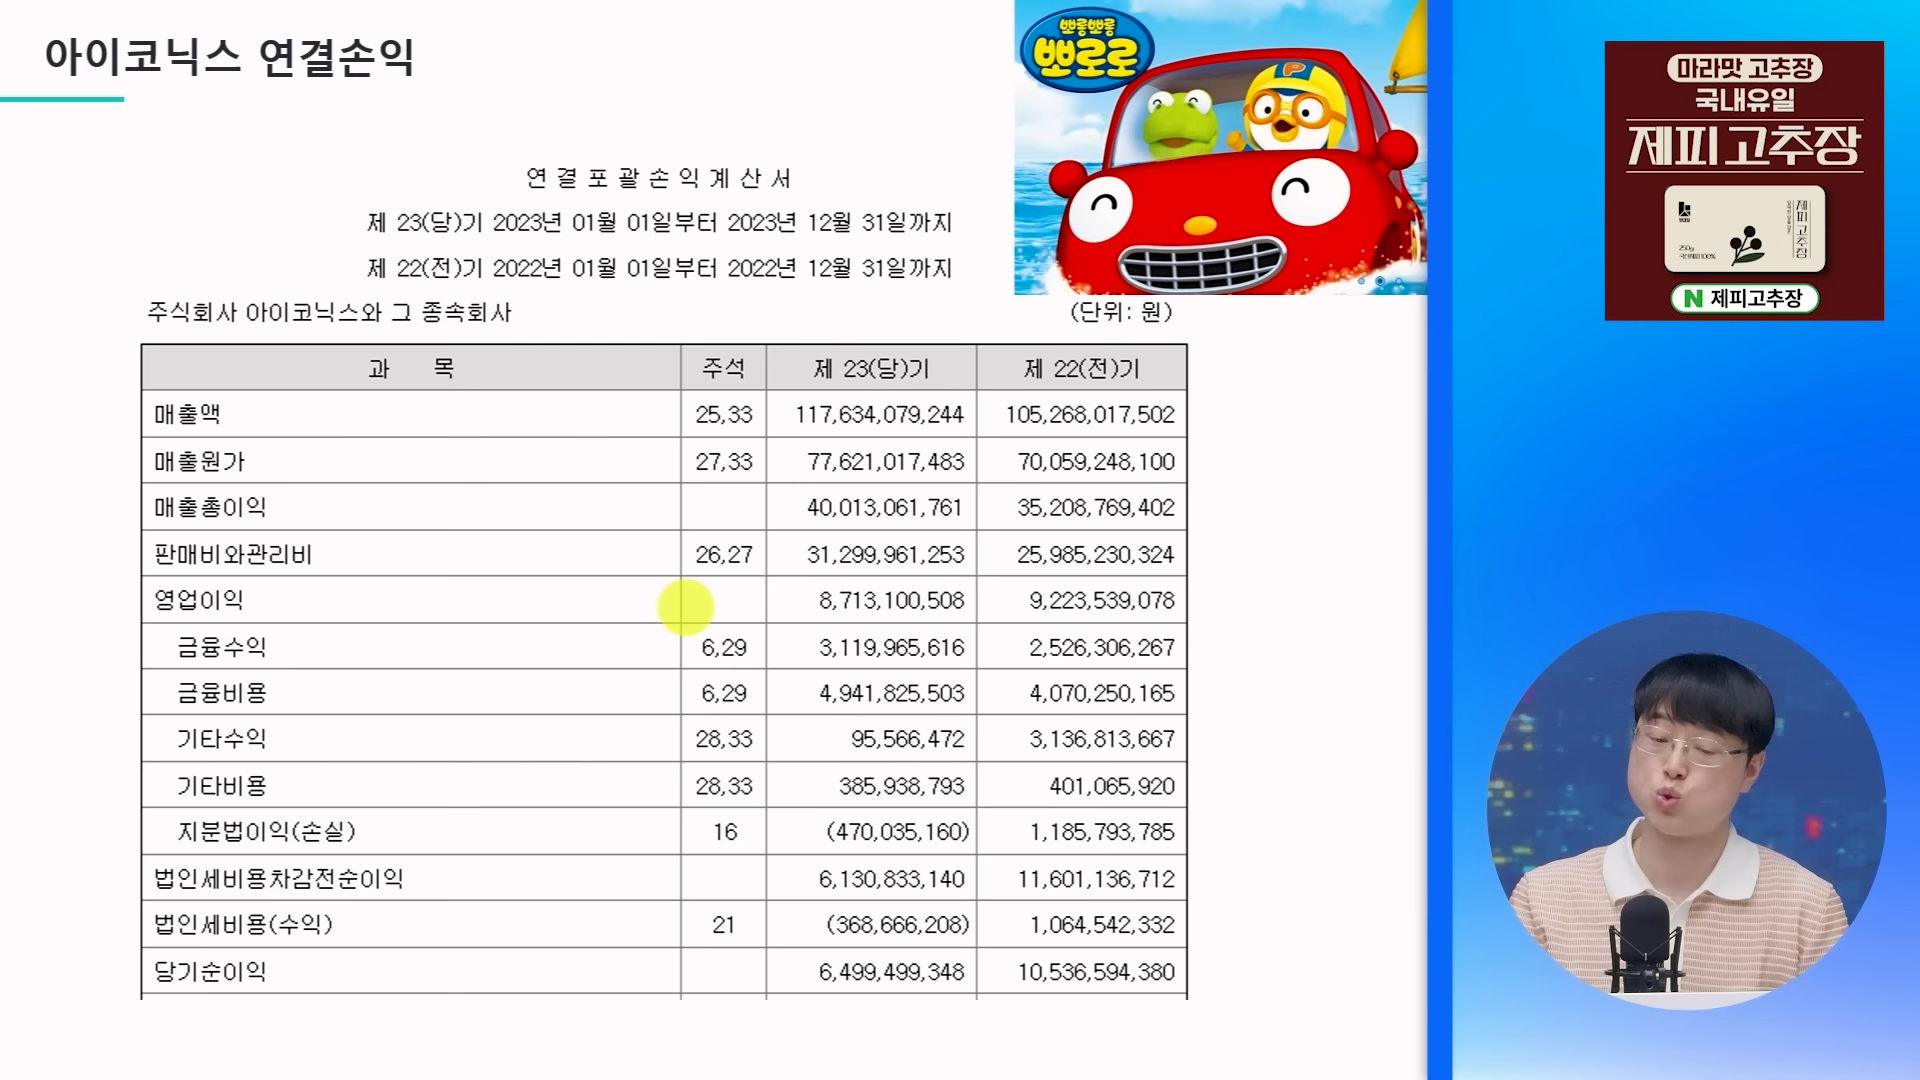 아이코닉스 연결손익
뽀롱뽀롱
뽀로로
P
연 결 포 괄 손 익 계 산 서
제 23(당)기 2023년 01월 01일부터 2023년 12월 31일까지
제 22(전)기 2022년 01월 01일부터 2022년 12월 31일까지
주식회사 아이코닉스와 그 종속회사 (단위: 원)
과 목 주석 제 23(당)기 제 22(전)기
매출액 25,33 117,634,079,244 105,268,017,502
매출원가 27,33 77,621,017,483 70,059,248,100
매출총이익 40,013,061,761 35,208,769,402
판매비와관리비 26,27 31,299,961,253 25,985,230,324
영업이익 8,713,100,508 9,223,539,078
금융수익 6,29 3,119,965,616 2,526,306,267
금융비용 6,29 4,941,825,503 4,070,250,165
기타수익 28,33 95,566,472 3,136,813,667
기타비용 28,33 385,938,793 401,065,920
지분법이익(손실) 16 (470,035,160) 1,185,793,785
법인세비용차감전순이익 6,130,833,140 11,601,136,712
법인세비용(수익) 21 (368,666,208) 1,064,542,332
당기순이익 6,499,499,348 10,536,594,380
마라맛 고추장
국내유일
제피고추장
제피고추장
250g
N 제피고추장